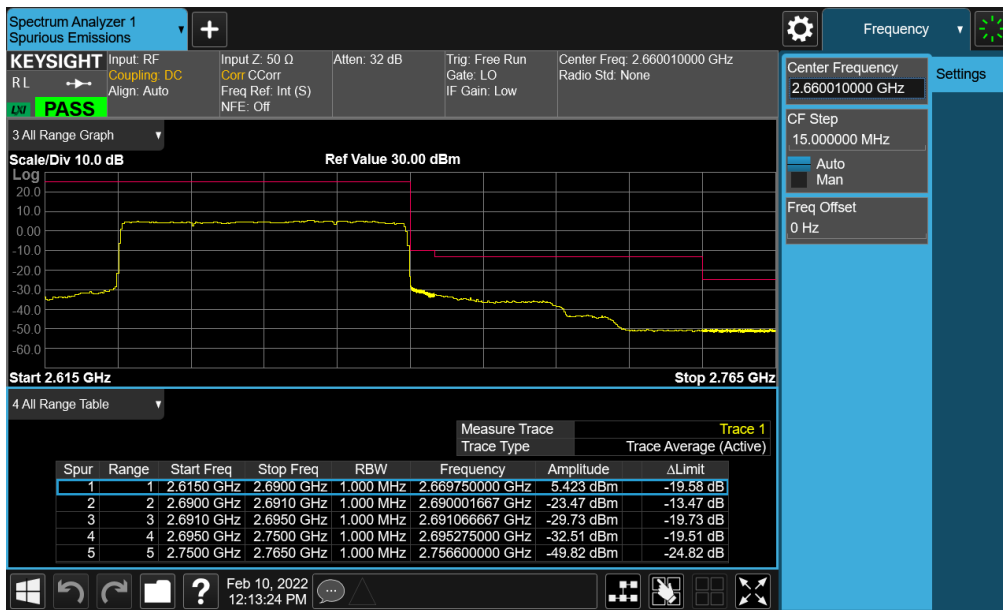 Spectrum Analyzer 1
Spurious Emissions
Frequency
KEYSIGHT
R L
LXI
PASS
Input: RF
Coupling: DC
Align: Auto
Input Z: 50 Ω
Corr CCorr
Freq Ref: Int (S)
NFE: Off
Atten: 32 dB
Trig: Free Run
Gate: LO
IF Gain: Low
Center Freq: 2.660010000 GHz
Radio Std: None
Center Frequency
2.660010000 GHz
Settings
CF Step
15.000000 MHz
Auto
Man
Freq Offset
0 Hz
3 All Range Graph
Scale/Div 10.0 dB
Ref Value 30.00 dBm
Log
20.0
10.0
0.00
-10.0
-20.0
-30.0
-40.0
-50.0
-60.0
Start 2.615 GHz
Stop 2.765 GHz
4 All Range Table
Measure Trace Trace 1
Trace Type Trace Average (Active)
Spur Range Start Freq Stop Freq RBW Frequency Amplitude ΔLimit
1 1 2.6150 GHz 2.6900 GHz 1.000 MHz 2.669750000 GHz 5.423 dBm -19.58 dB
2 2 2.6900 GHz 2.6910 GHz 1.000 MHz 2.690001667 GHz -23.47 dBm -13.47 dB
3 3 2.6910 GHz 2.6950 GHz 1.000 MHz 2.691066667 GHz -29.73 dBm -19.73 dB
4 4 2.6950 GHz 2.7500 GHz 1.000 MHz 2.695275000 GHz -32.51 dBm -19.51 dB
5 5 2.7500 GHz 2.7650 GHz 1.000 MHz 2.756600000 GHz -49.82 dBm -24.82 dB
?
Feb 10, 2022
12:13:24 PM